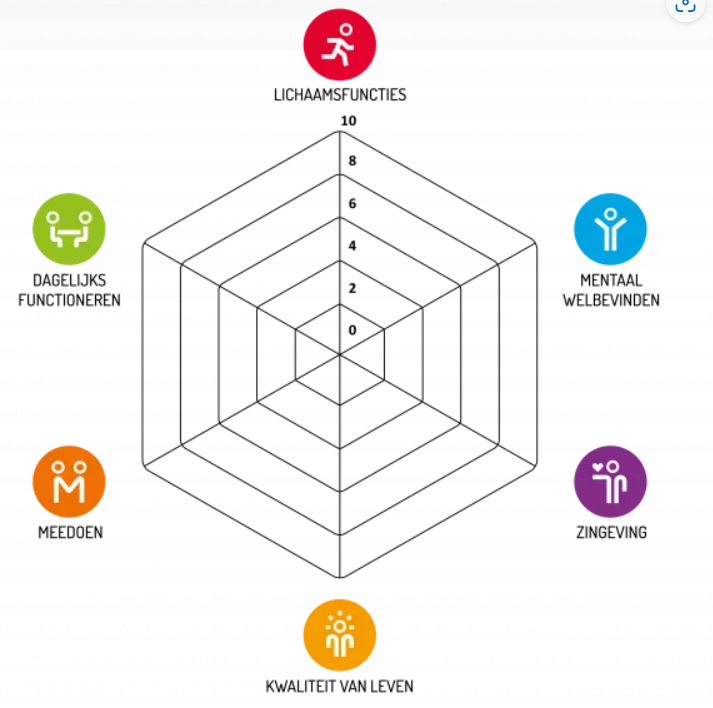 LICHAAMSFUNCTIES
10
8
6
4
2
0
DAGELIJKS
FUNCTIONEREN
MENTAAL
WELBEVINDEN
MEEDOEN
ZINGEVING
KWALITEIT VAN LEVEN